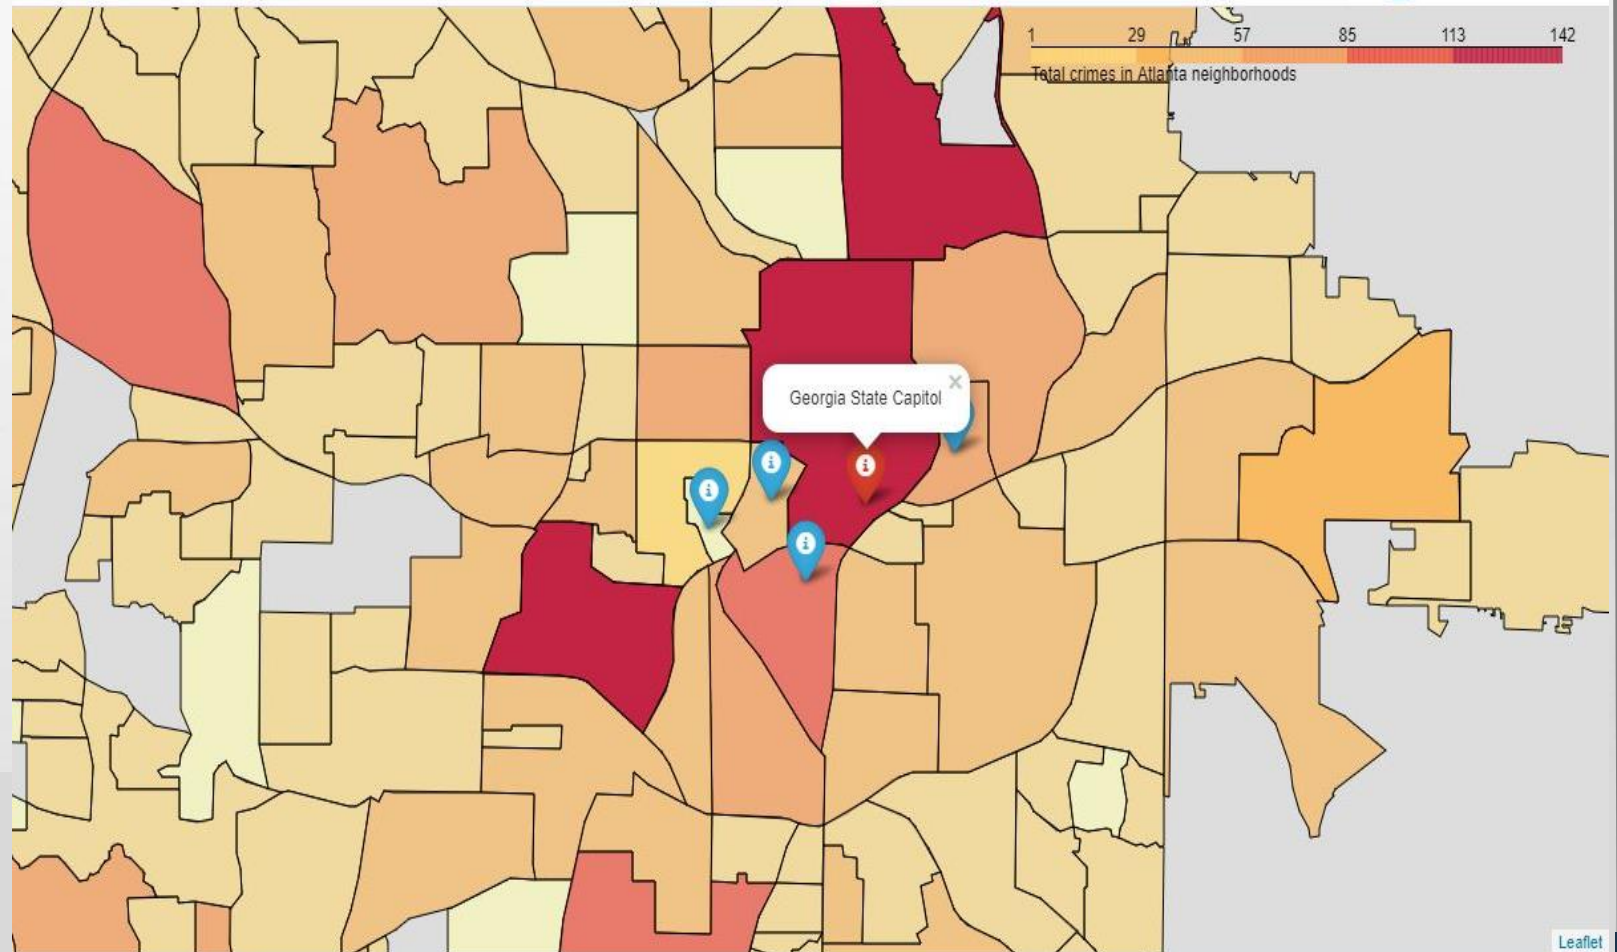 1 29 57 85 113 142
Total crimes in Atlanta neighborhoods
Georgia State Capitol ×
i
i
i
i
Leaflet